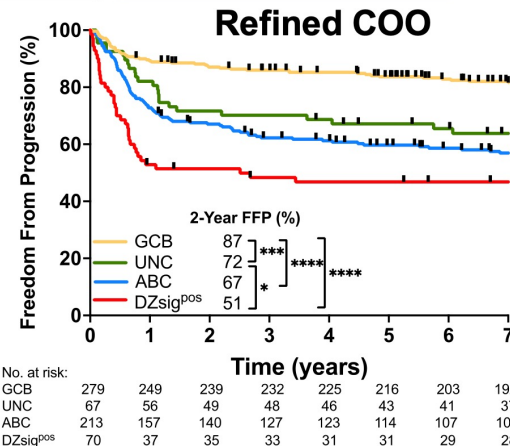 Refined COO
Freedom From Progression (%)
100
80
60
40
20
0
2-Year FFP (%)
GCB 87
UNC 72
ABC 67
DZsigpos 51
***
*
****
****
0 1 2 3 4 5 6 7
Time (years)
No. at risk:
GCB 279 249 239 232 225 216 203
UNC 67 56 49 48 46 43 41
ABC 213 157 140 127 123 114 107
DZsigpos 70 37 35 33 31 31 29